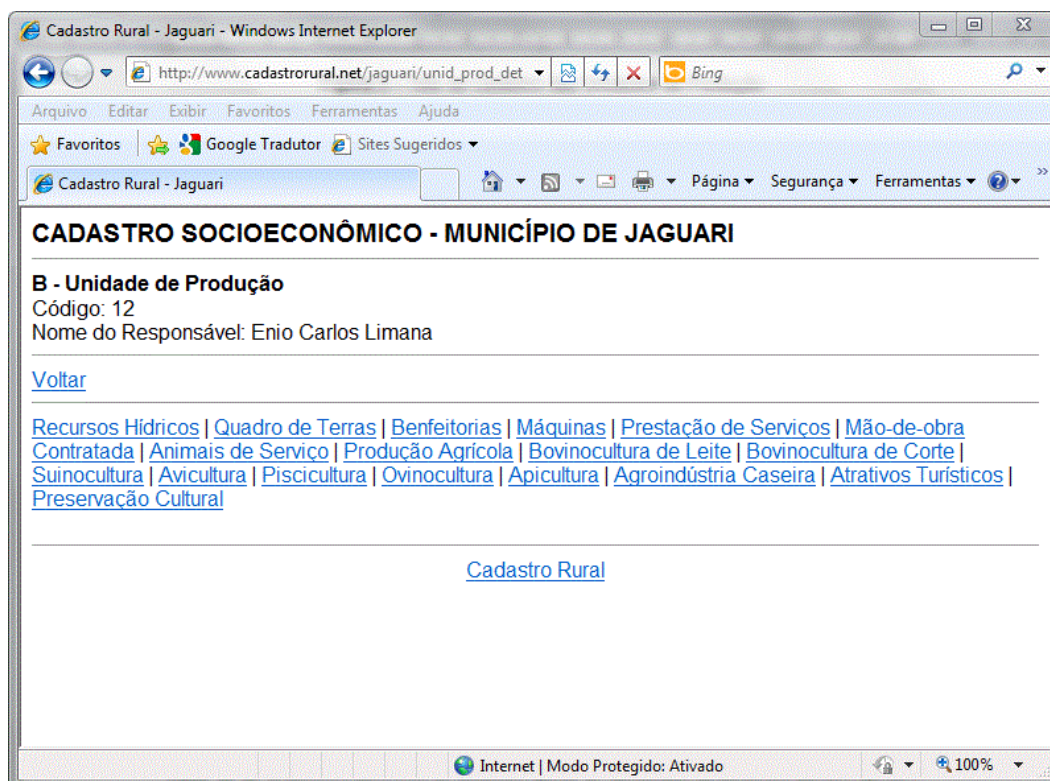 Cadastro Rural - Jaguari - Windows Internet Explorer
http://www.cadastrorural.net/jaguari/unid_prod_det
Bing
Arquivo Editar Exibir Favoritos Ferramentas Ajuda
Favoritos Google Tradutor Sites Sugeridos
Cadastro Rural - Jaguari Página Segurança Ferramentas »
CADASTRO SOCIOECONÔMICO - MUNICÍPIO DE JAGUARI
B - Unidade de Produção
Código: 12
Nome do Responsável: Enio Carlos Limana
Voltar
Recursos Hídricos | Quadro de Terras | Benfeitorias | Máquinas | Prestação de Serviços | Mão-de-obra
Contratada | Animais de Serviço | Produção Agrícola | Bovinocultura de Leite | Bovinocultura de Corte |
Suinocultura | Avicultura | Piscicultura | Ovinocultura | Apicultura | Agroindústria Caseira | Atrativos Turísticos |
Preservação Cultural
Cadastro Rural
Internet | Modo Protegido: Ativado 100%